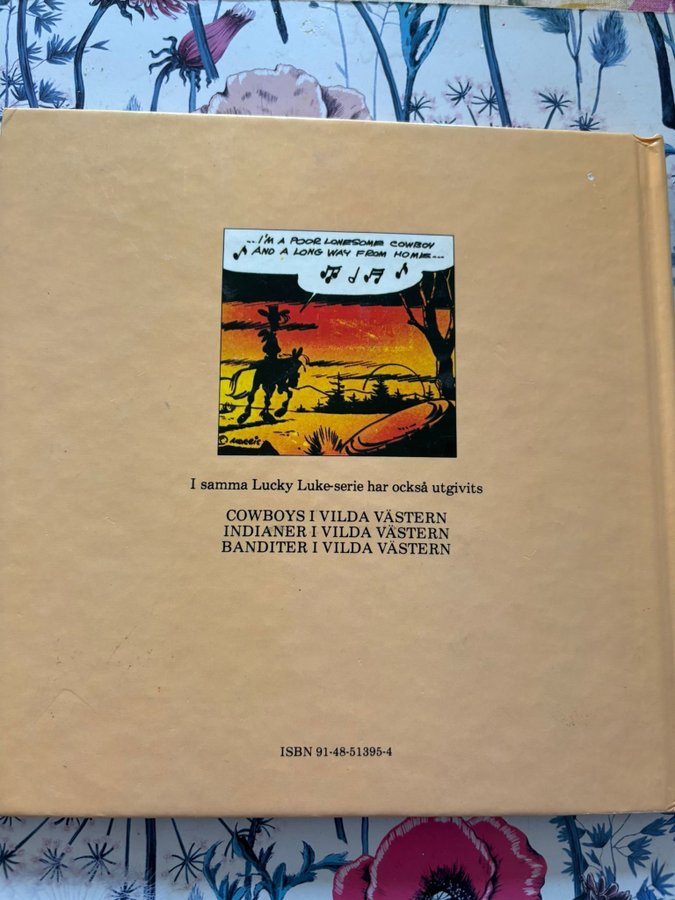 ...I'M A POOR LONESOME COWBOY
AND A LONG WAY FROM HOME...
© MORRIS
I samma Lucky Luke-serie har också utgivits
COWBOYS I VILDA VÄSTERN
INDIANER I VILDA VÄSTERN
BANDITER I VILDA VÄSTERN
ISBN 91-48-51395-4